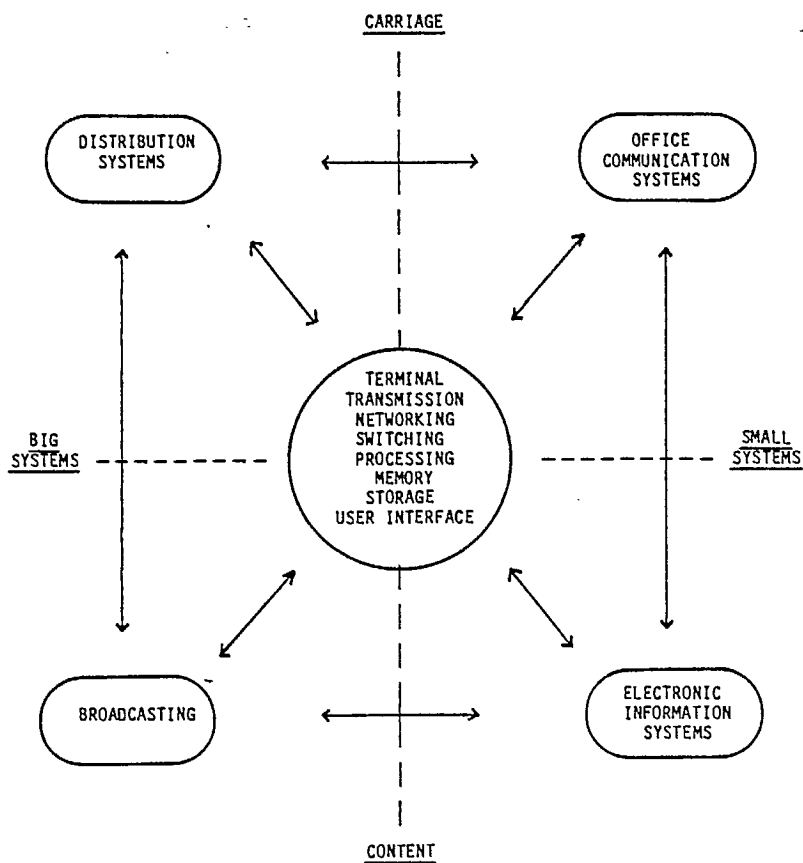 CARRIAGE
DISTRIBUTION
SYSTEMS
OFFICE
COMMUNICATION
SYSTEMS
TERMINAL
TRANSMISSION
NETWORKING
SWITCHING
PROCESSING
MEMORY
STORAGE
USER INTERFACE
BIG
SYSTEMS
SMALL
SYSTEMS
BROADCASTING
ELECTRONIC
INFORMATION
SYSTEMS
CONTENT